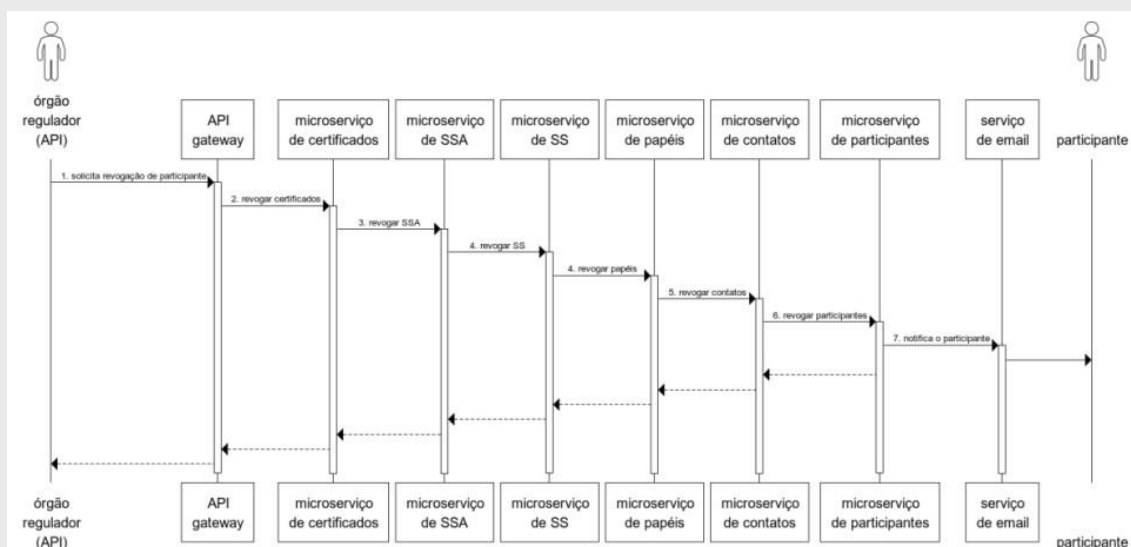 órgão
regulador
(API)
API
gateway
microserviço
de certificados
microserviço
de SSA
microserviço
de SS
microserviço
de papéis
microserviço
de contatos
microserviço
de participantes
serviço
de email
participante
1. solicita revogação de participante
2. revogar certificados
3. revogar SSA
4. revogar SS
4. revogar papéis
5. revogar contatos
6. revogar participantes
7. notifica o participante
órgão
regulador
(API)
API
gateway
microserviço
de certificados
microserviço
de SSA
microserviço
de SS
microserviço
de papéis
microserviço
de contatos
microserviço
de participantes
serviço
de email
participante